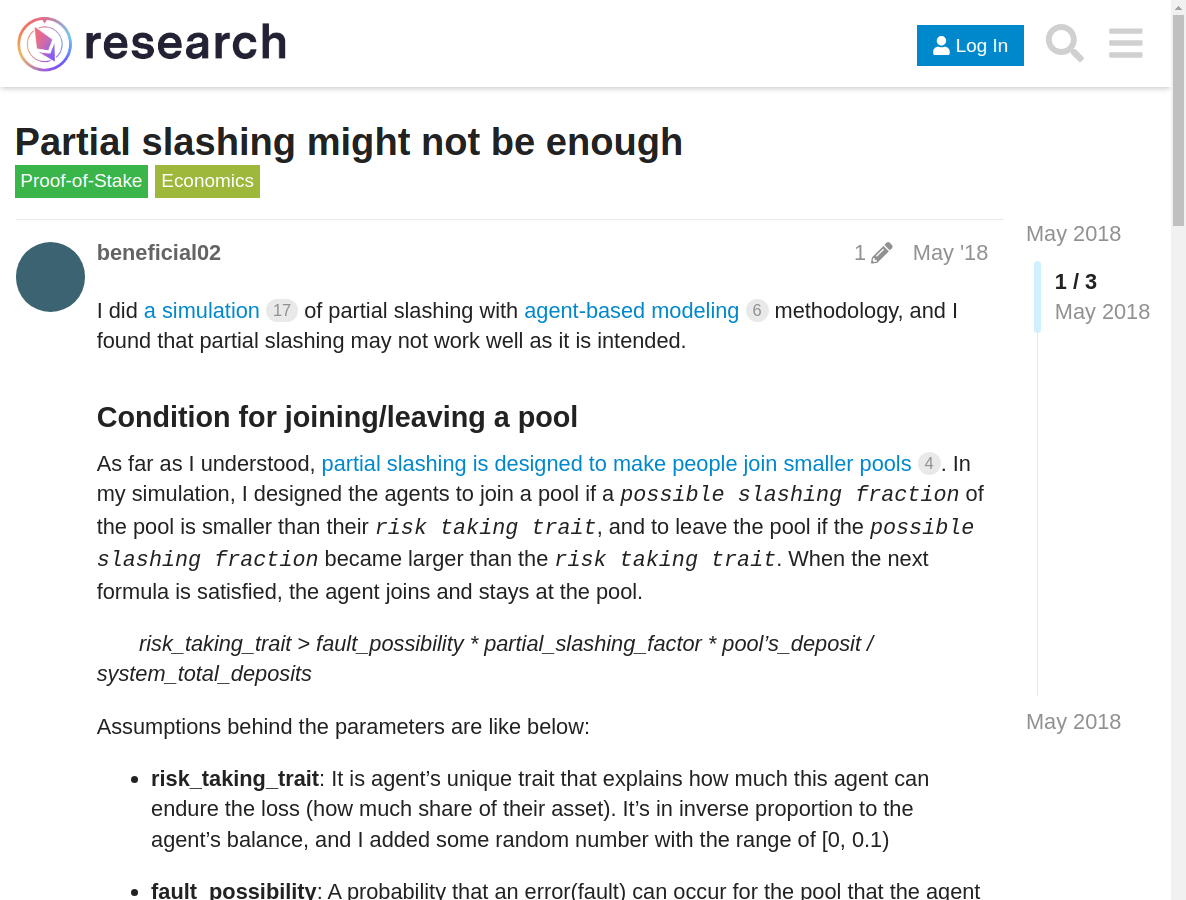 research
Log In
Partial slashing might not be enough
Proof-of-Stake Economics
May 2018
beneficial02 1 May '18
1 / 3
May 2018
I did a simulation 17 of partial slashing with agent-based modeling 6 methodology, and I
found that partial slashing may not work well as it is intended.
Condition for joining/leaving a pool
As far as I understood, partial slashing is designed to make people join smaller pools 4. In
my simulation, I designed the agents to join a pool if a possible slashing fraction of
the pool is smaller than their risk taking trait, and to leave the pool if the possible
slashing fraction became larger than the risk taking trait. When the next
formula is satisfied, the agent joins and stays at the pool.
risk_taking_trait > fault_possibility * partial_slashing_factor * pool’s_deposit /
system_total_deposits
May 2018
Assumptions behind the parameters are like below:
• risk_taking_trait: It is agent’s unique trait that explains how much this agent can
endure the loss (how much share of their asset). It’s in inverse proportion to the
agent’s balance, and I added some random number with the range of [0, 0.1)
• fault_possibility: A probability that an error(fault) can occur for the pool that the agent